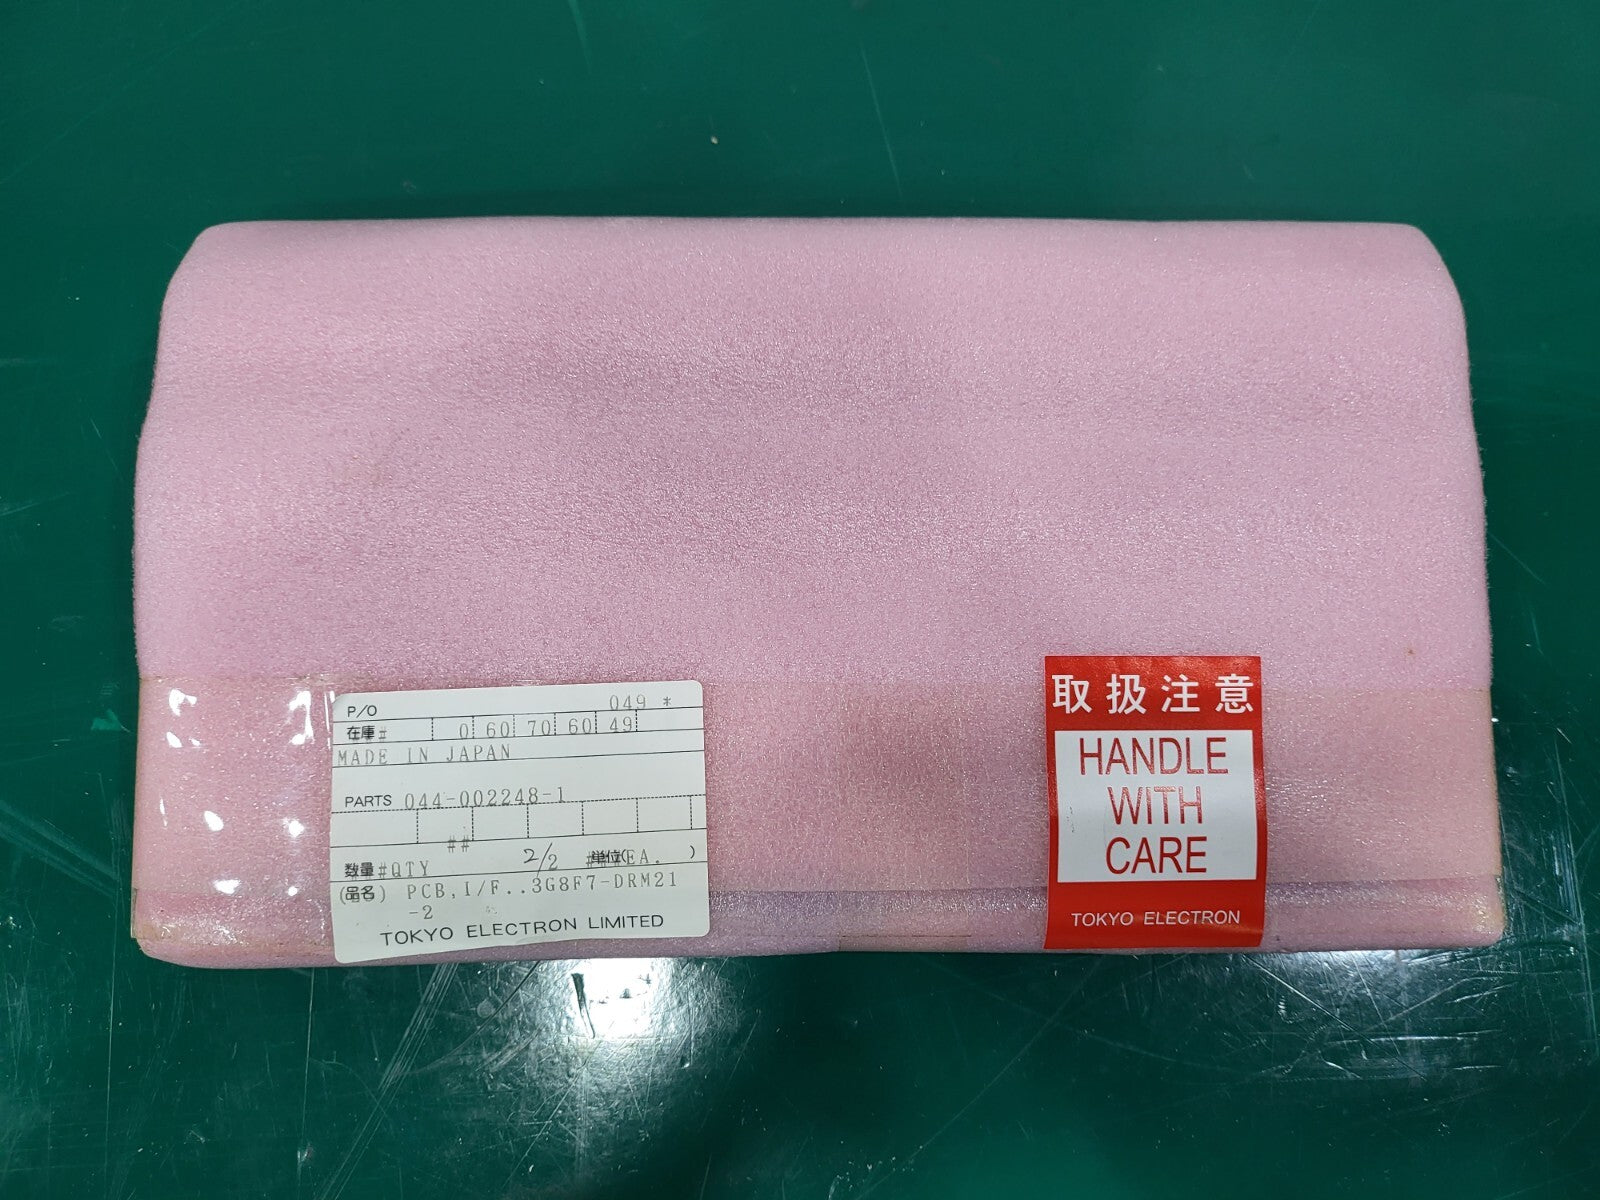 P/O 049 *
在庫# 0 60 70 60 49
MADE IN JAPAN
PARTS 044-002248-1
##
数量#QTY 2/2 #単位(EA. )
(品名) PCB,I/F..3G8F7-DRM21
-2
TOKYO ELECTRON LIMITED
取扱注意
HANDLE
WITH
CARE
TOKYO ELECTRON